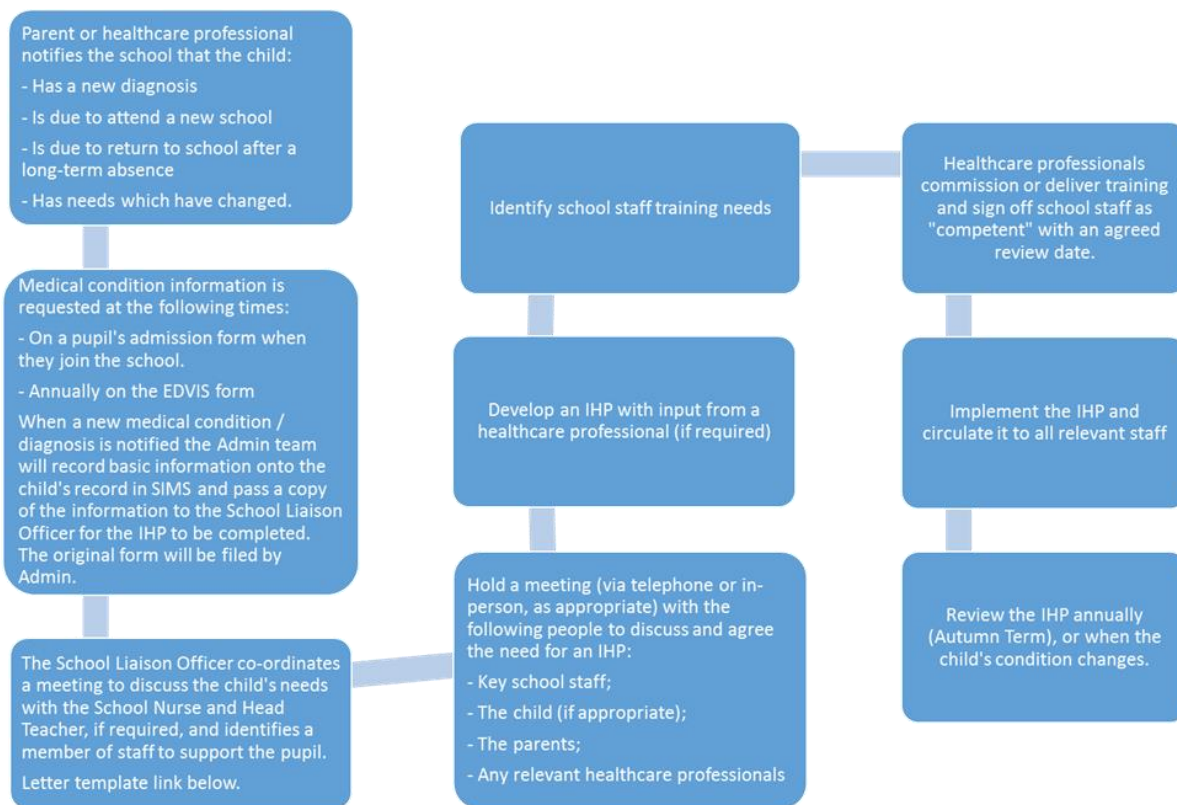 Parent or healthcare professional
notifies the school that the child:
- Has a new diagnosis
- Is due to attend a new school
- Is due to return to school after a
long-term absence
- Has needs which have changed.
Medical condition information is
requested at the following times:
- On a pupil's admission form when
they join the school.
- Annually on the EDVIS form
When a new medical condition /
diagnosis is notified the Admin team
will record basic information onto the
child's record in SIMS and pass a copy
of the information to the School Liaison
Officer for the IHP to be completed.
The original form will be filed by
Admin.
The School Liaison Officer co-ordinates
a meeting to discuss the child's needs
with the School Nurse and Head
Teacher, if required, and identifies a
member of staff to support the pupil.
Letter template link below.
Hold a meeting (via telephone or in-
person, as appropriate) with the
following people to discuss and agree
the need for an IHP:
- Key school staff;
- The child (if appropriate);
- The parents;
- Any relevant healthcare professionals
Develop an IHP with input from a
healthcare professional (if required)
Identify school staff training needs
Healthcare professionals
commission or deliver training
and sign off school staff as
"competent" with an agreed
review date.
Implement the IHP and
circulate it to all relevant staff
Review the IHP annually
(Autumn Term), or when the
child's condition changes.